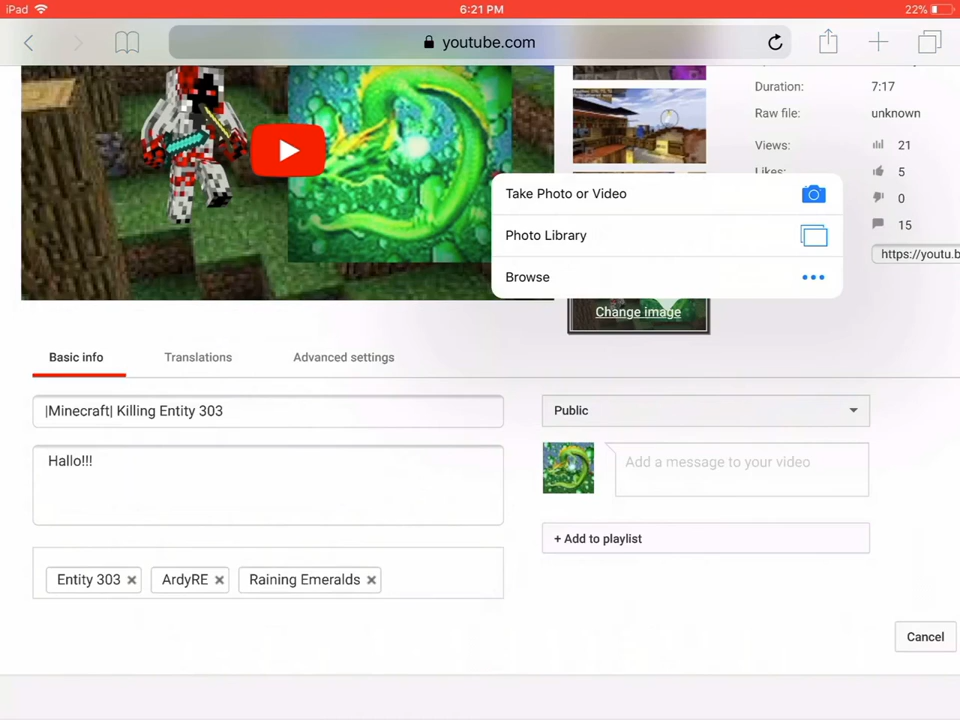 iPad
6:21 PM
22%
youtube.com
Duration:
7:17
Raw file:
unknown
Views:
21
Likes:
5
0
15
https://youtu.b
Take Photo or Video
Photo Library
Browse
Change image
Basic info
Translations
Advanced settings
|Minecraft| Killing Entity 303
Public
Hallo!!!
Add a message to your video
+ Add to playlist
Entity 303 ×
ArdyRE ×
Raining Emeralds ×
Cancel